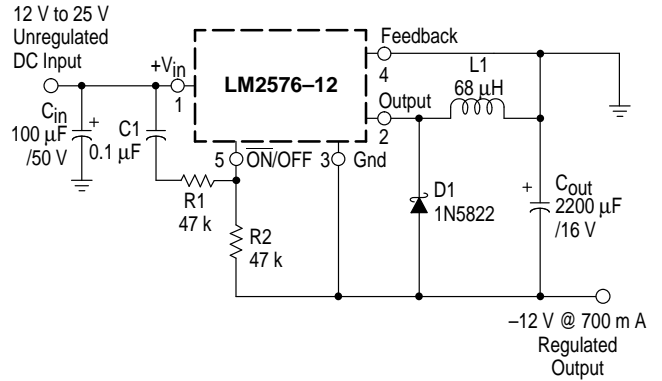 12 V to 25 V
Unregulated
DC Input
+Vin
1
LM2576–12
Feedback
4
L1
68 µH
Output
2
Cin
100 µF
/50 V
+
C1
0.1 µF
5
ON/OFF
3
Gnd
R1
47 k
R2
47 k
D1
1N5822
+
Cout
2200 µF
/16 V
–12 V @ 700 m A
Regulated
Output